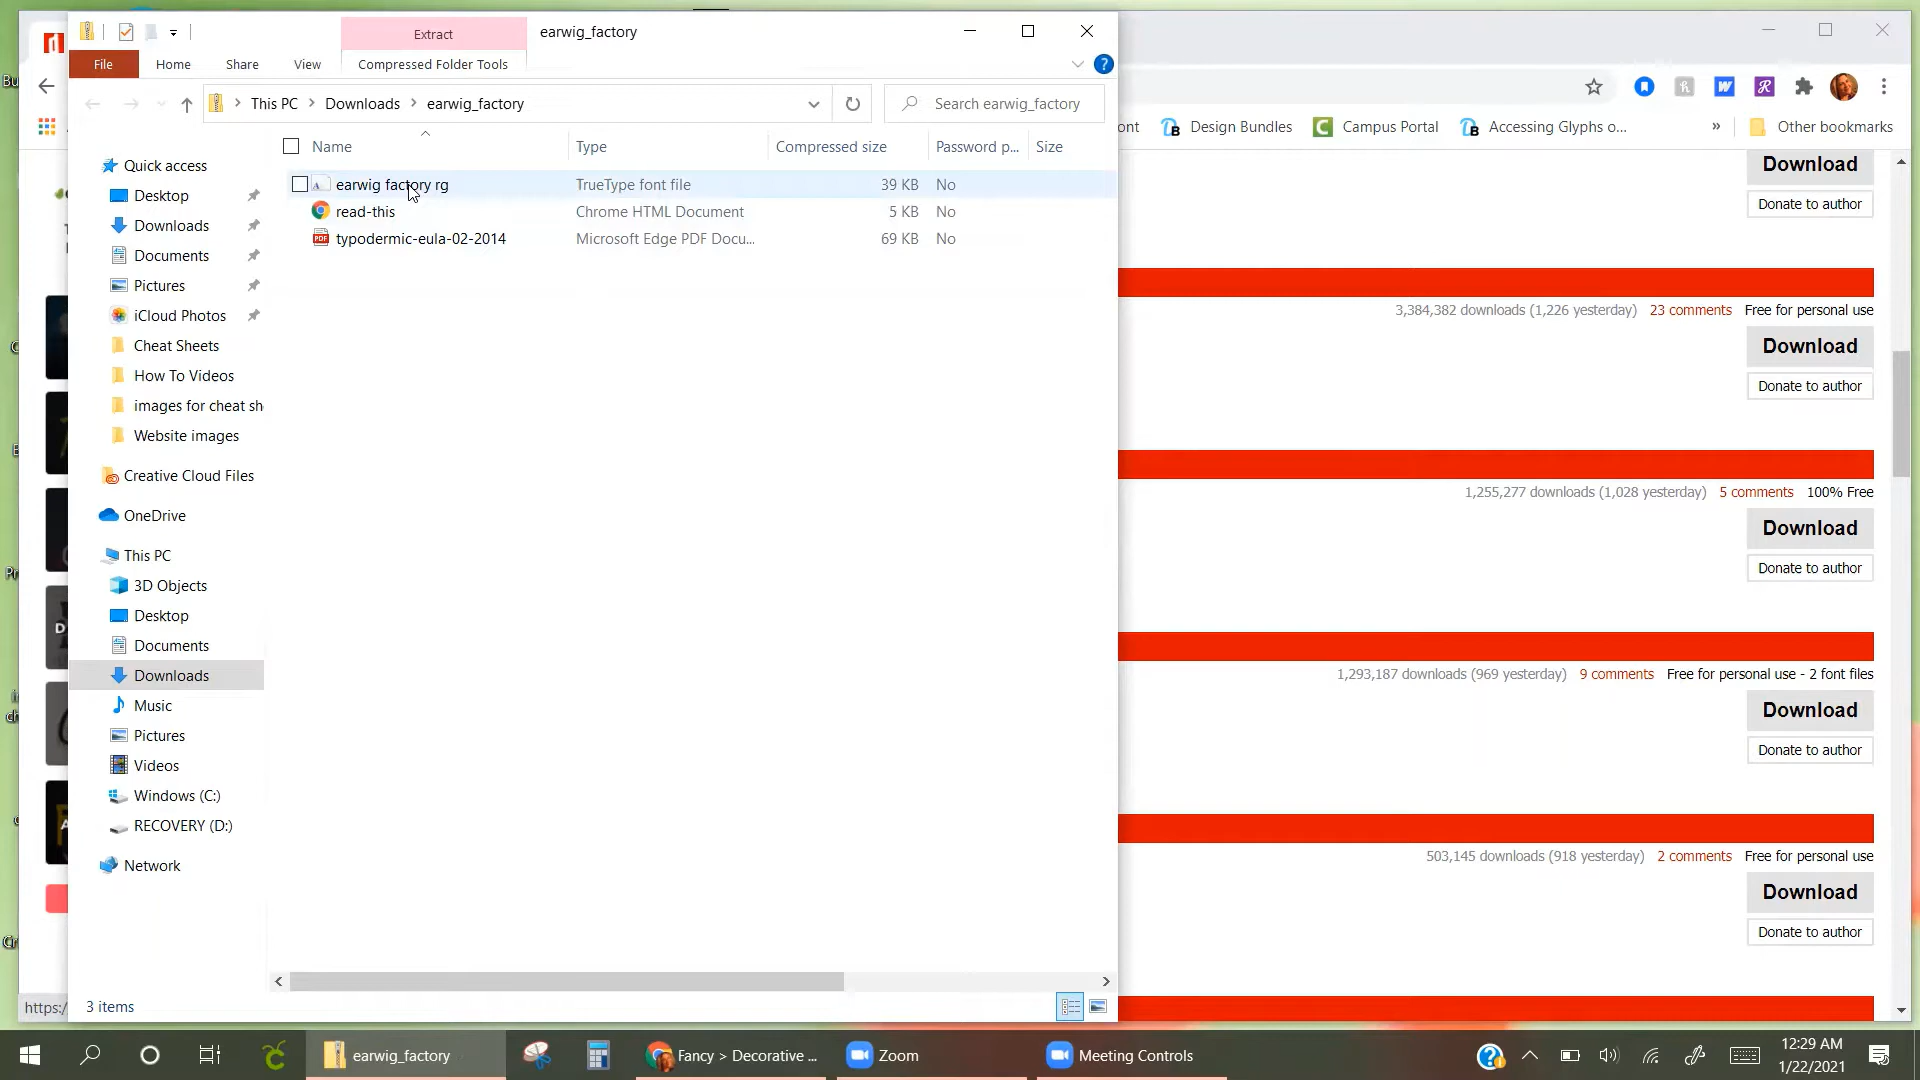 Extract
earwig_factory
File
Home
Share
View
Compressed Folder Tools
?
This PC
Downloads
earwig_factory
Search earwig_factory
ont
Design Bundles
Campus Portal
Accessing Glyphs o...
»
Other bookmarks
Name
Type
Compressed size
Password p...
Size
earwig factory rg
TrueType font file
39 KB
No
read-this
Chrome HTML Document
5 KB
No
typodermic-eula-02-2014
Microsoft Edge PDF Docu...
69 KB
No
Quick access
Desktop
Downloads
Documents
Pictures
iCloud Photos
Cheat Sheets
How To Videos
images for cheat sh
Website images
Creative Cloud Files
OneDrive
This PC
3D Objects
Desktop
Documents
Downloads
Music
Pictures
Videos
Windows (C:)
RECOVERY (D:)
Network
3 items
Download
Donate to author
3,384,382 downloads (1,226 yesterday) 23 comments Free for personal use
Download
Donate to author
1,255,277 downloads (1,028 yesterday) 5 comments 100% Free
Download
Donate to author
1,293,187 downloads (969 yesterday) 9 comments Free for personal use - 2 font files
Download
Donate to author
503,145 downloads (918 yesterday) 2 comments Free for personal use
Download
Donate to author
https:/
earwig_factory
Fancy > Decorative ...
Zoom
Meeting Controls
12:29 AM
1/22/2021